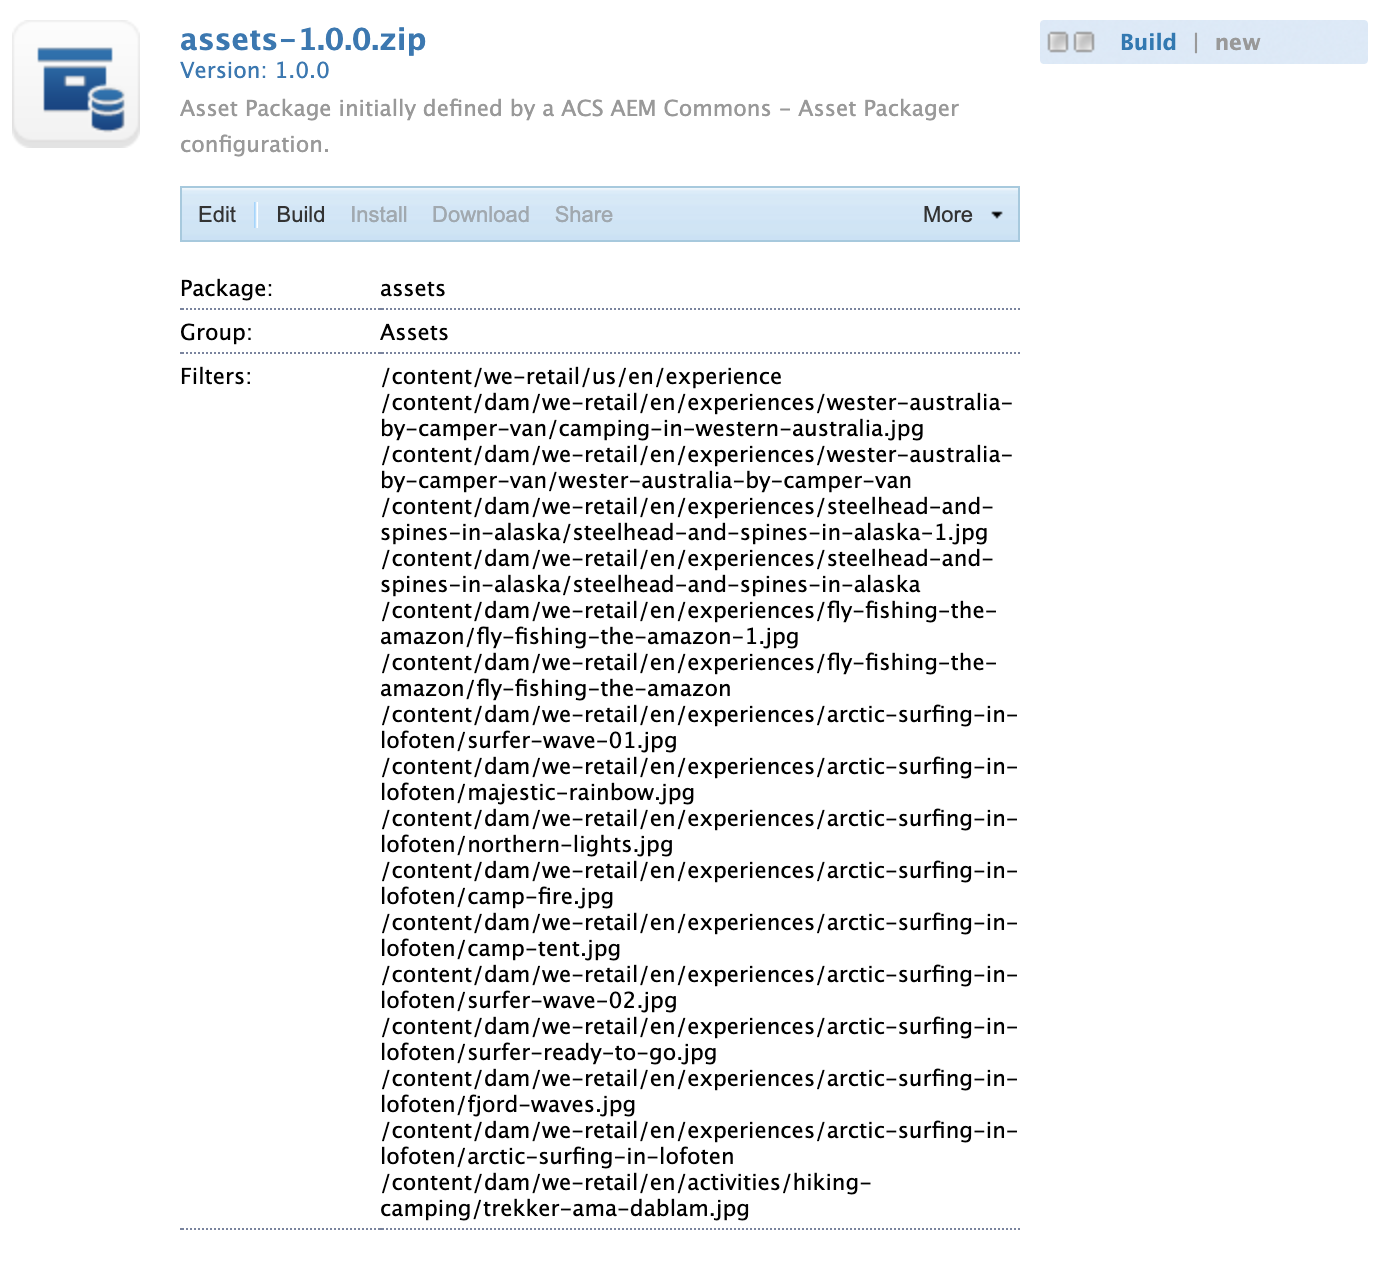 assets-1.0.0.zip
Version: 1.0.0
Asset Package initially defined by a ACS AEM Commons - Asset Packager
configuration.
Build | new
Edit Build Install Download Share More
Package: assets
Group: Assets
Filters: /content/we-retail/us/en/experience
/content/dam/we-retail/en/experiences/wester-australia-
by-camper-van/camping-in-western-australia.jpg
/content/dam/we-retail/en/experiences/wester-australia-
by-camper-van/wester-australia-by-camper-van
/content/dam/we-retail/en/experiences/steelhead-and-
spines-in-alaska/steelhead-and-spines-in-alaska-1.jpg
/content/dam/we-retail/en/experiences/steelhead-and-
spines-in-alaska/steelhead-and-spines-in-alaska
/content/dam/we-retail/en/experiences/fly-fishing-the-
amazon/fly-fishing-the-amazon-1.jpg
/content/dam/we-retail/en/experiences/fly-fishing-the-
amazon/fly-fishing-the-amazon
/content/dam/we-retail/en/experiences/arctic-surfing-in-
lofoten/surfer-wave-01.jpg
/content/dam/we-retail/en/experiences/arctic-surfing-in-
lofoten/majestic-rainbow.jpg
/content/dam/we-retail/en/experiences/arctic-surfing-in-
lofoten/northern-lights.jpg
/content/dam/we-retail/en/experiences/arctic-surfing-in-
lofoten/camp-fire.jpg
/content/dam/we-retail/en/experiences/arctic-surfing-in-
lofoten/camp-tent.jpg
/content/dam/we-retail/en/experiences/arctic-surfing-in-
lofoten/surfer-wave-02.jpg
/content/dam/we-retail/en/experiences/arctic-surfing-in-
lofoten/surfer-ready-to-go.jpg
/content/dam/we-retail/en/experiences/arctic-surfing-in-
lofoten/fjord-waves.jpg
/content/dam/we-retail/en/experiences/arctic-surfing-in-
lofoten/arctic-surfing-in-lofoten
/content/dam/we-retail/en/activities/hiking-
camping/trekker-ama-dablam.jpg